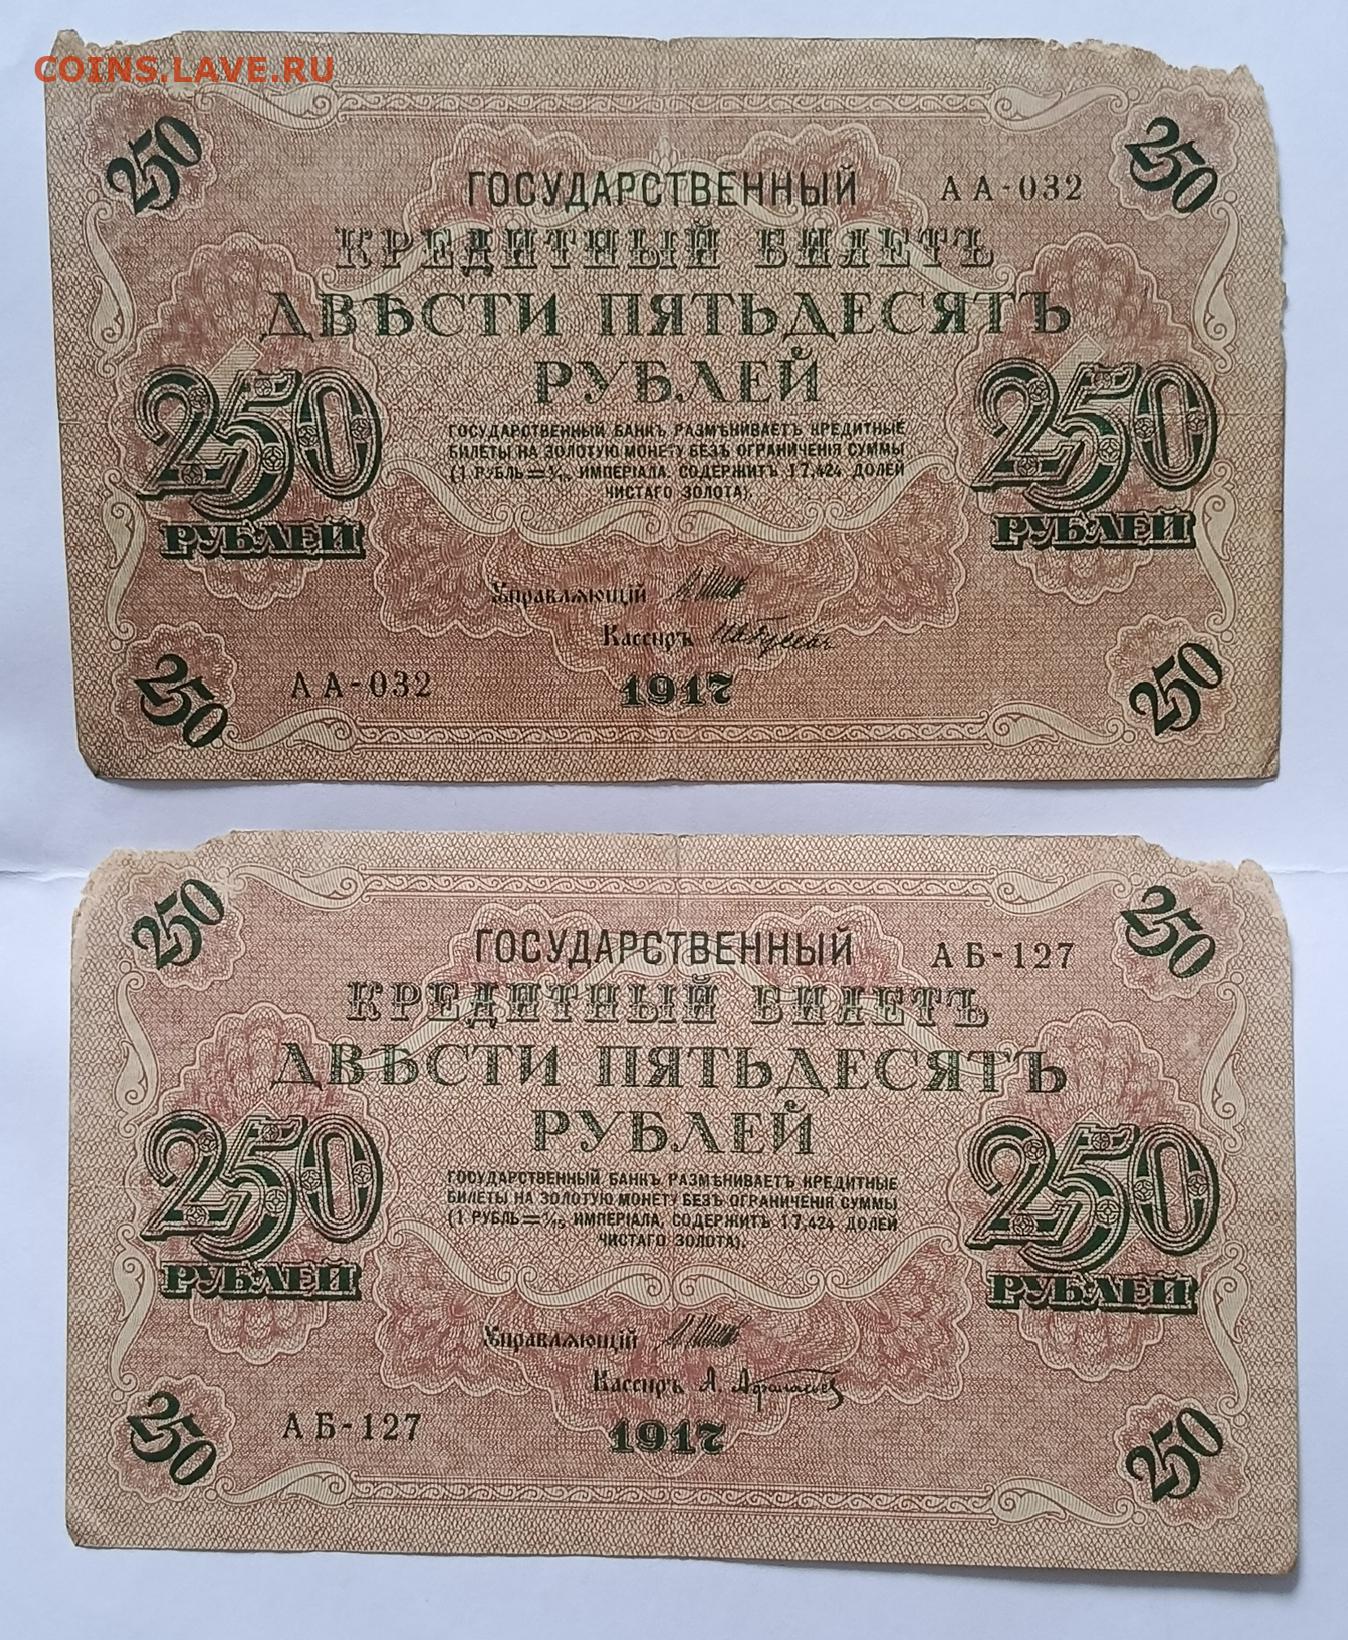 COINS.LAVE.RU
250 250
ГОСУДАРСТВЕННЫЙ АА-032
КРЕДИТНЫЙ БИЛЕТЪ
ДВѢСТИ ПЯТЬДЕСЯТЪ
РУБЛЕЙ
250 250
РУБЛЕЙ РУБЛЕЙ
ГОСУДАРСТВЕННЫЙ БАНКЪ РАЗМѢНИВАЕТЪ КРЕДИТНЫЕ
БИЛЕТЫ НА ЗОЛОТУЮ МОНЕТУ БЕЗЪ ОГРАНИЧЕНІЯ СУММЫ
(1 РУБЛЬ=1/15 ИМПЕРІАЛА, СОДЕРЖИТЪ 17,424 ДОЛЕЙ
ЧИСТАГО ЗОЛОТА).
Управляющій
Кассиръ
АА-032
1917
250 250
250 250
ГОСУДАРСТВЕННЫЙ АБ-127
КРЕДИТНЫЙ БИЛЕТЪ
ДВѢСТИ ПЯТЬДЕСЯТЪ
РУБЛЕЙ
250 250
РУБЛЕЙ РУБЛЕЙ
ГОСУДАРСТВЕННЫЙ БАНКЪ РАЗМѢНИВАЕТЪ КРЕДИТНЫЕ
БИЛЕТЫ НА ЗОЛОТУЮ МОНЕТУ БЕЗЪ ОГРАНИЧЕНІЯ СУММЫ
(1 РУБЛЬ=1/15 ИМПЕРІАЛА, СОДЕРЖИТЪ 17,424 ДОЛЕЙ
ЧИСТАГО ЗОЛОТА).
Управляющій
Кассиръ А. Афанасьев
АБ-127
1917
250 250